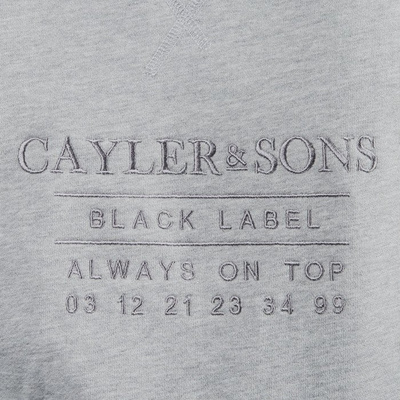 CAYLER & SONS
BLACK LABEL
ALWAYS ON TOP
03 12 21 23 34 99